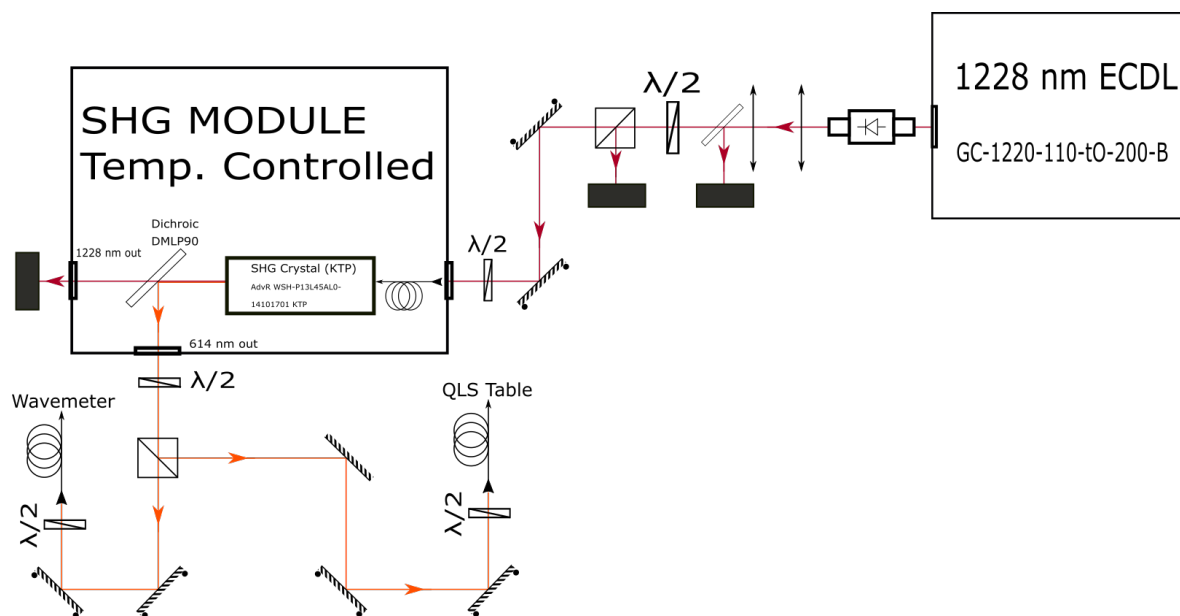 1228 nm ECDL
GC-1220-110-tO-200-B
λ/2
SHG MODULE
Temp. Controlled
Dichroic
DMLP90
1228 nm out
SHG Crystal (KTP)
AdvR WSH-P13L45AL0-
14101701 KTP
λ/2
614 nm out
λ/2
Wavemeter
QLS Table
λ/2
λ/2